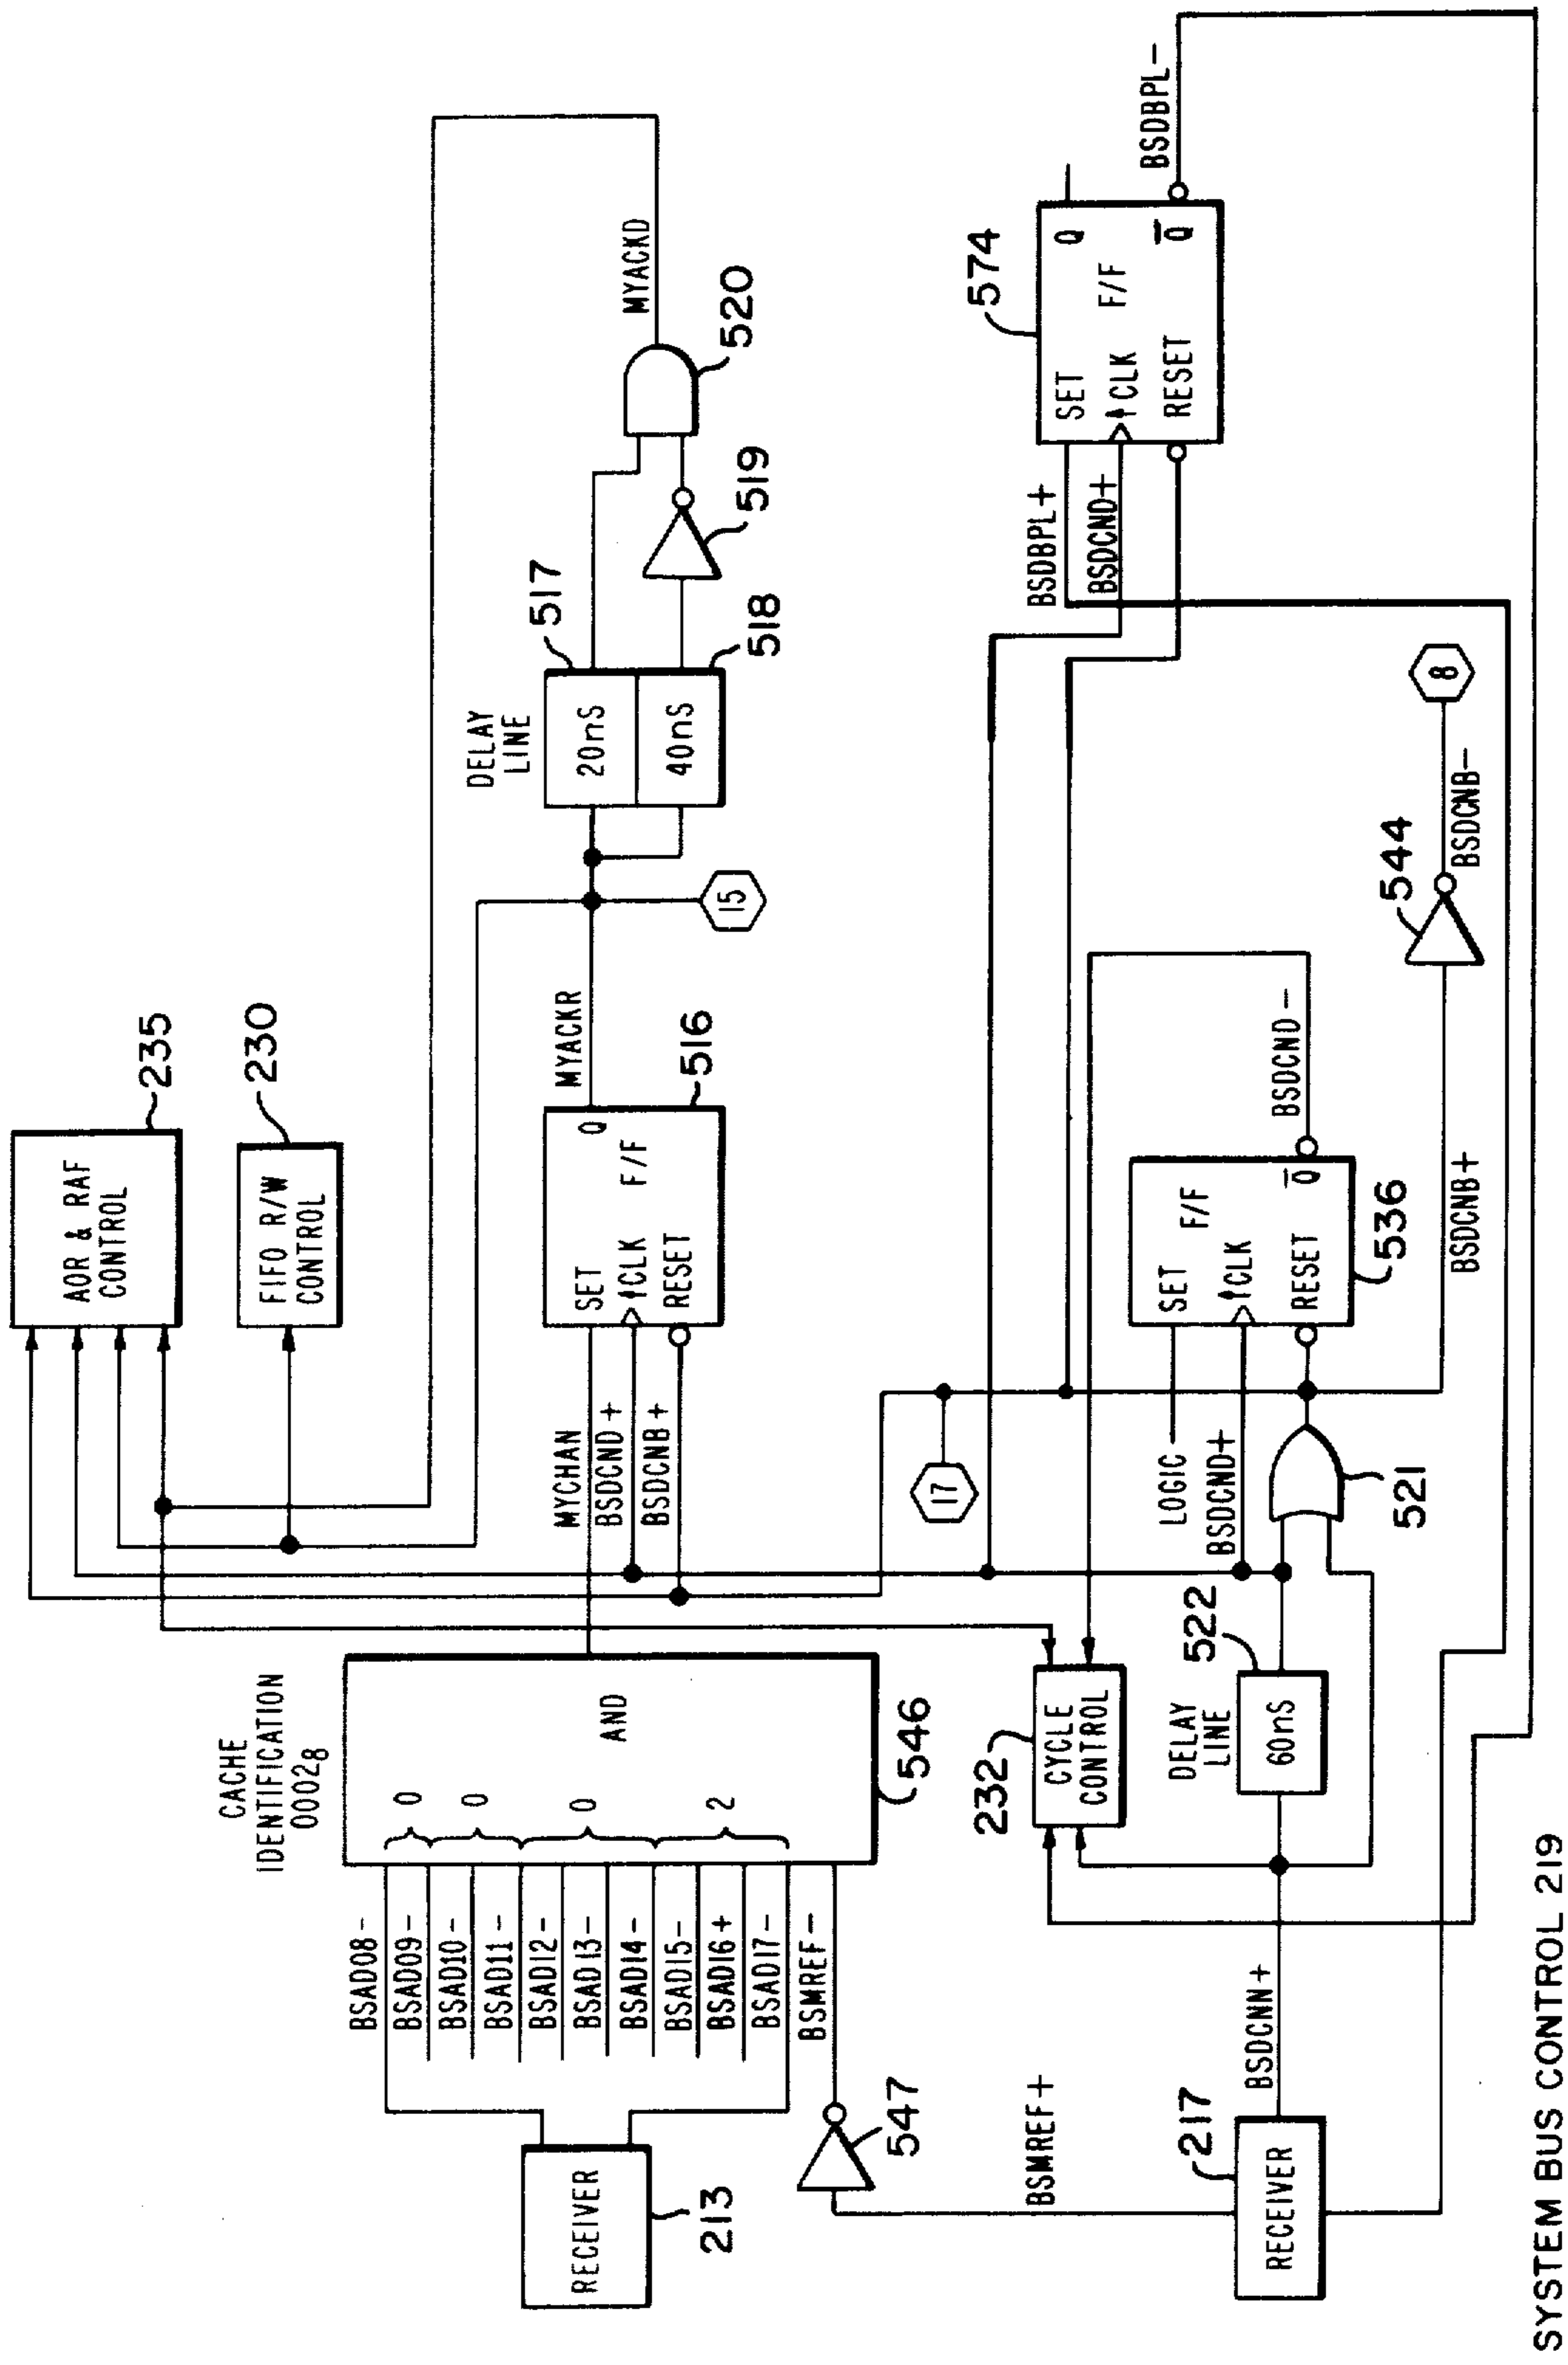 AOR & RAF
CONTROL
235
FIFO R/W
CONTROL
230
CACHE
IDENTIFICATION
0002₈
RECEIVER
213
BSAD08-
BSAD09-
BSAD10-
BSAD11-
BSAD12-
BSAD13-
BSAD14-
BSAD15-
BSAD16+
BSAD17-
BSMREF-
0
0
0
2
AND
546
547
BSMREF+
MYCHAN
BSDCND+
BSDCNB+
SET
CLK
RESET
F/F
Q
516
MYACKR
15
DELAY
LINE
20nS
40nS
517
518
519
520
MYACKD
RECEIVER
217
BSDCNN+
CYCLE
CONTROL
232
DELAY
LINE
60nS
522
521
17
LOGIC
BSDCND+
SET
CLK
RESET
F/F
Q̅
536
BSDCND-
BSDCNB+
544
BSDCNB-
8
BSDBPL+
BSDCND+
SET
CLK
RESET
F/F
Q
Q̅
574
BSDBPL-
SYSTEM BUS CONTROL 219